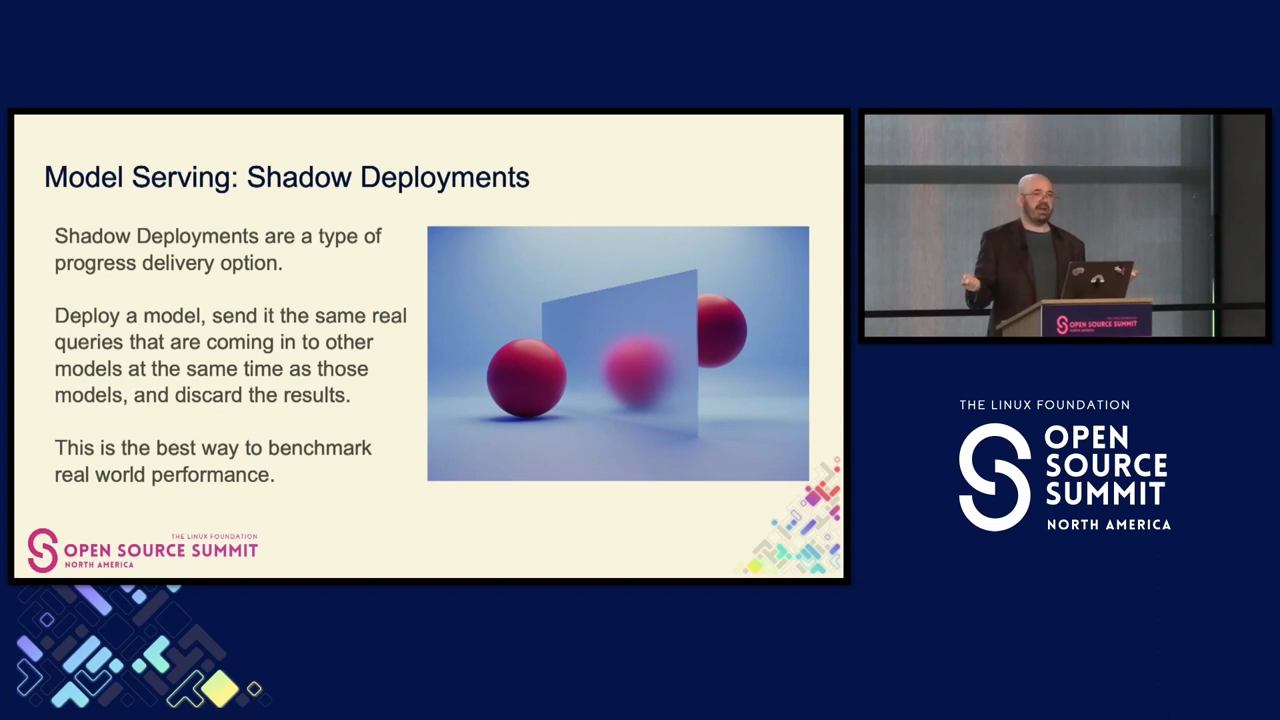 Model Serving: Shadow Deployments
Shadow Deployments are a type of
progress delivery option.
Deploy a model, send it the same real
queries that are coming in to other
models at the same time as those
models, and discard the results.
This is the best way to benchmark
real world performance.
THE LINUX FOUNDATION
OPEN SOURCE SUMMIT
NORTH AMERICA
OPEN SOURCE SUMMIT
THE LINUX FOUNDATION
OPEN
SOURCE
SUMMIT
NORTH AMERICA